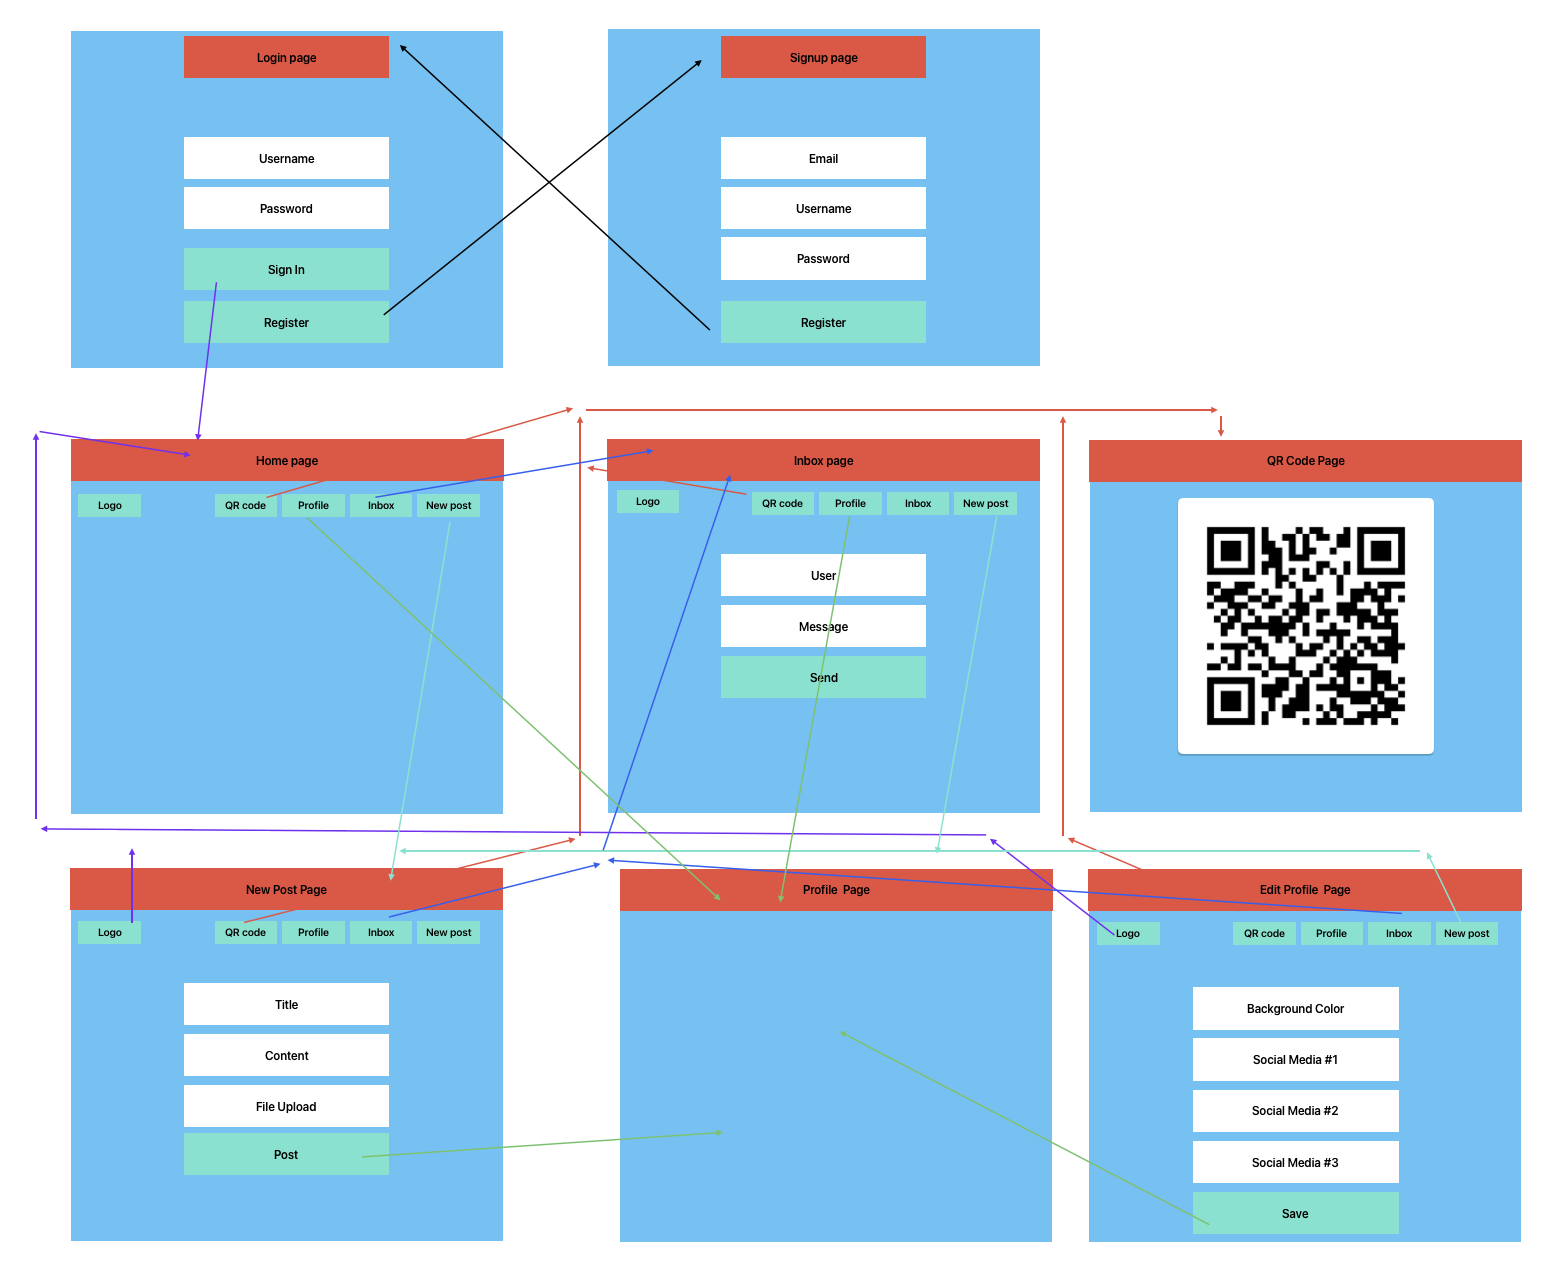 Login page
Username
Password
Sign In
Register
Signup page
Email
Username
Password
Register
Home page
Logo
QR code
Profile
Inbox
New post
Inbox page
Logo
QR code
Profile
Inbox
New post
User
Message
Send
QR Code Page
New Post Page
Logo
QR code
Profile
Inbox
New post
Title
Content
File Upload
Post
Profile Page
Edit Profile Page
Logo
QR code
Profile
Inbox
New post
Background Color
Social Media #1
Social Media #2
Social Media #3
Save